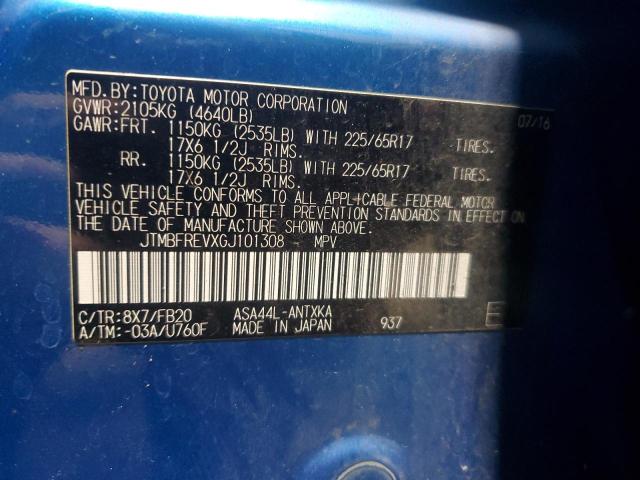 MFD.BY:TOYOTA MOTOR CORPORATION 07/16
GVWR:2105KG (4640LB)
GAWR:FRT. 1150KG (2535LB) WITH 225/65R17 TIRES.
17X6 1/2J RIMS.
RR. 1150KG (2535LB) WITH 225/65R17 TIRES.
17X6 1/2J RIMS.
THIS VEHICLE CONFORMS TO ALL APPLICABLE FEDERAL MOTOR
VEHICLE SAFETY AND THEFT PREVENTION STANDARDS IN EFFECT ON
THE DATE OF MANUFACTURE SHOWN ABOVE.
JTMBFREVXGJ101308 MPV
C/TR:8X7/FB20 ASA44L-ANTXKA
A/TM:-03A/U760F MADE IN JAPAN 937 E